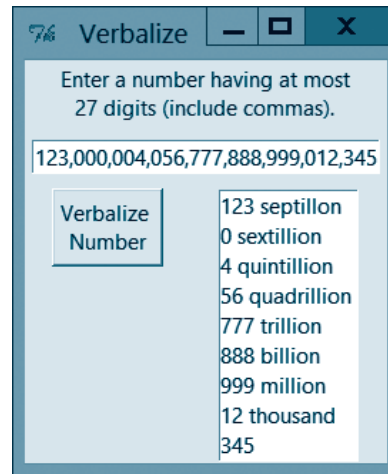 Verbalize
Enter a number having at most
27 digits (include commas).
123,000,004,056,777,888,999,012,345
Verbalize
Number
123 septillon
0 sextillion
4 quintillion
56 quadrillion
777 trillion
888 billion
999 million
12 thousand
345